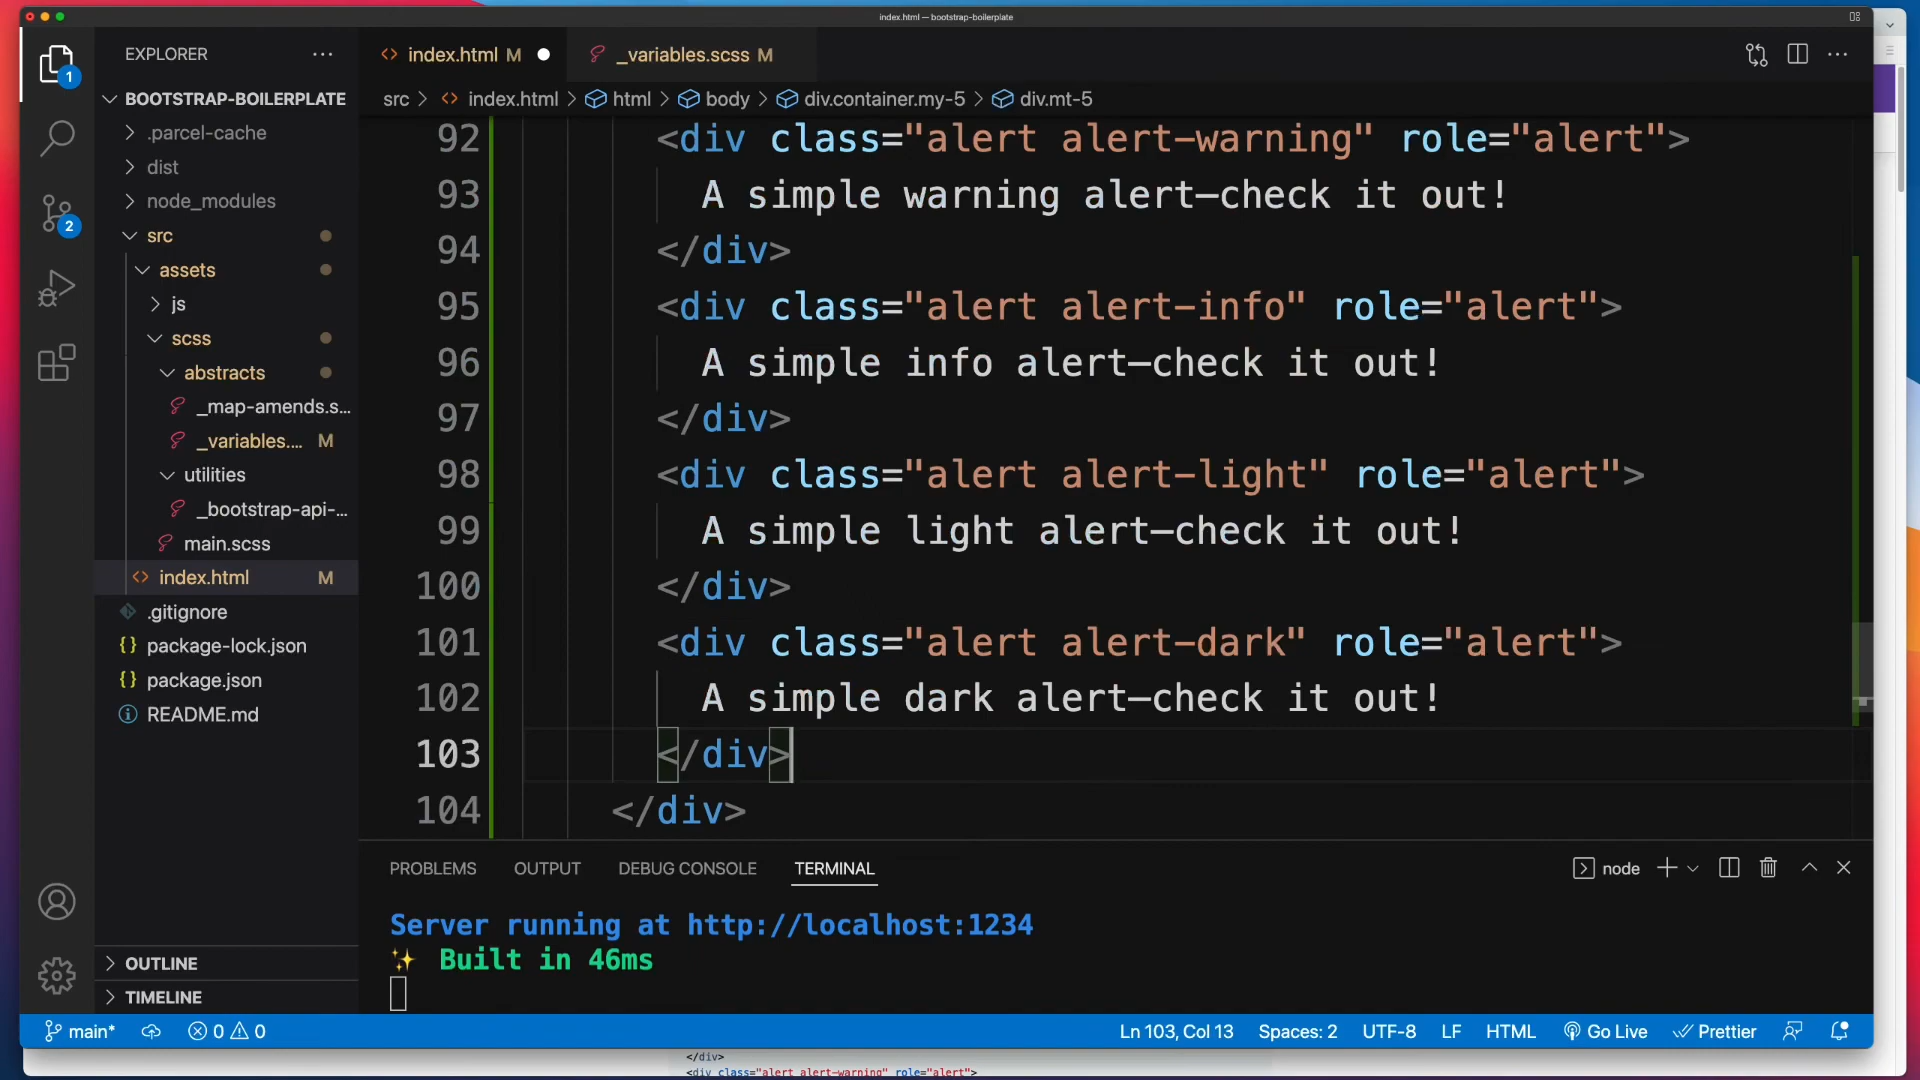 index.html — bootstrap-boilerplate
EXPLORER
index.html M
_variables.scss M
1
BOOTSTRAP-BOILERPLATE
src > index.html > html > body > div.container.my-5 > div.mt-5
.parcel-cache
dist
node_modules
2
src
assets
js
scss
abstracts
_map-amends.s...
_variables.... M
utilities
_bootstrap-api-...
main.scss
index.html M
.gitignore
package-lock.json
package.json
README.md
92 <div class="alert alert-warning" role="alert">
93 A simple warning alert—check it out!
94 </div>
95 <div class="alert alert-info" role="alert">
96 A simple info alert—check it out!
97 </div>
98 <div class="alert alert-light" role="alert">
99 A simple light alert—check it out!
100 </div>
101 <div class="alert alert-dark" role="alert">
102 A simple dark alert—check it out!
103 </div>
104 </div>
PROBLEMS OUTPUT DEBUG CONSOLE TERMINAL
node
Server running at http://localhost:1234
✨ Built in 46ms
OUTLINE
TIMELINE
main* 0 0
Ln 103, Col 13 Spaces: 2 UTF-8 LF HTML Go Live Prettier
</div>
<div class="alert alert-warning" role="alert">